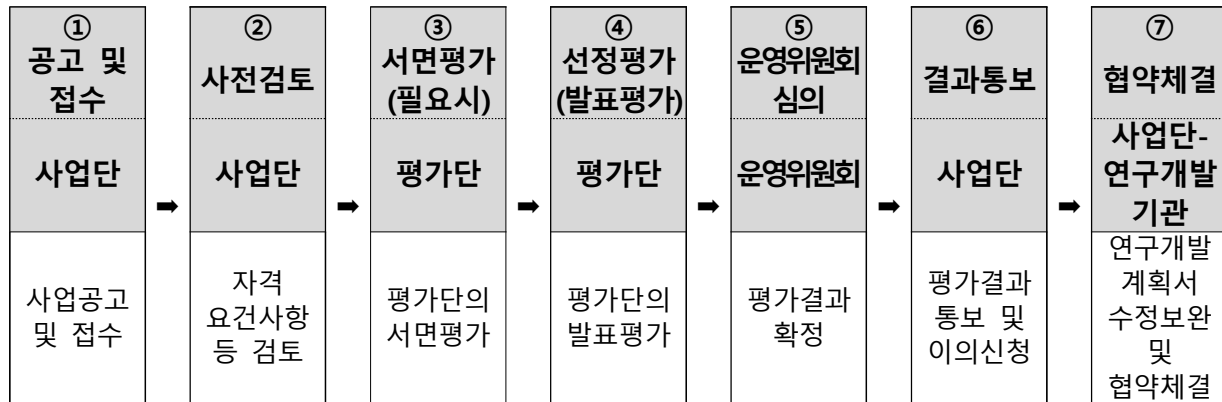 ①
공고 및
접수
사업단
사업공고
및 접수
➡
②
사전검토
사업단
자격
요건사항
등 검토
➡
③
서면평가
(필요시)
평가단
평가단의
서면평가
➡
④
선정평가
(발표평가)
평가단
평가단의
발표평가
➡
⑤
운영위원회
심의
운영위원회
평가결과
확정
➡
⑥
결과통보
사업단
평가결과
통보 및
이의신청
➡
⑦
협약체결
사업단-
연구개발
기관
연구개발
계획서
수정보완
및
협약체결